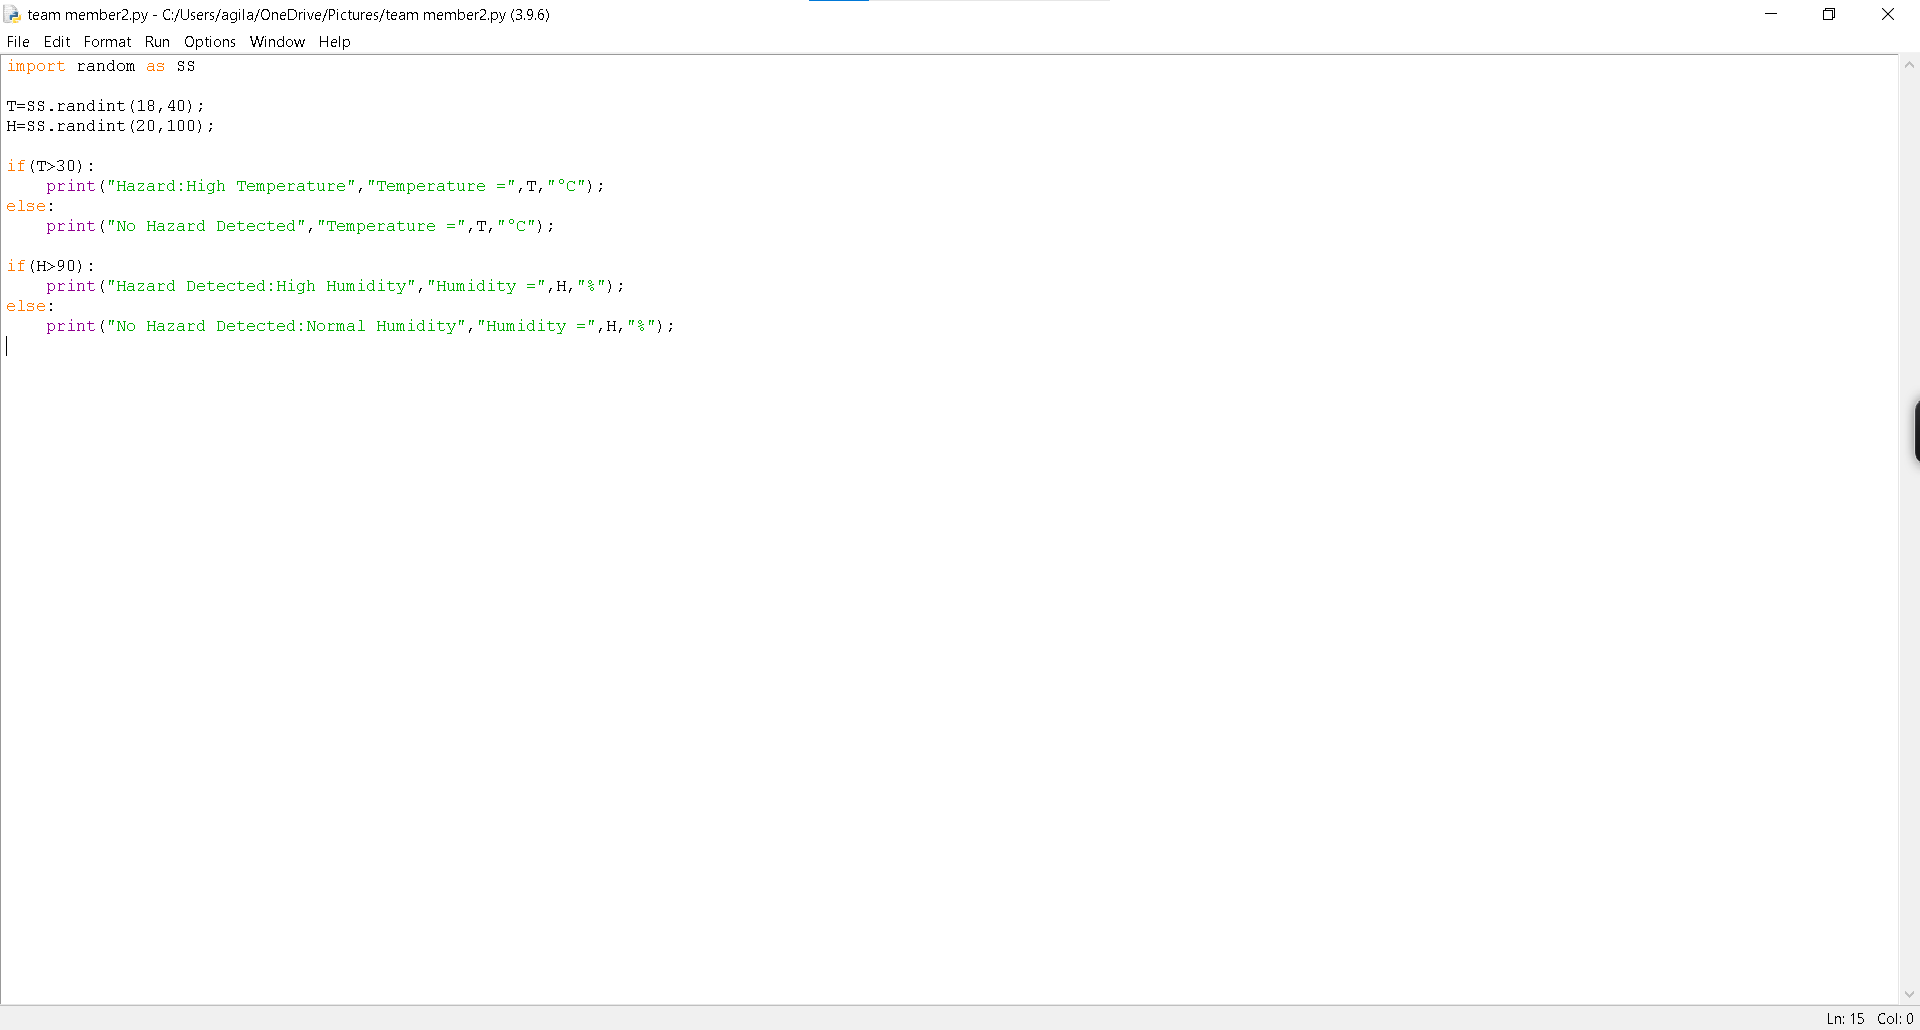 team member2.py - C:/Users/agila/OneDrive/Pictures/team member2.py (3.9.6)
File Edit Format Run Options Window Help
import random as SS
T=SS.randint(18,40);
H=SS.randint(20,100);
if(T>30):
    print("Hazard:High Temperature","Temperature =",T,"°C");
else:
    print("No Hazard Detected","Temperature =",T,"°C");
if(H>90):
    print("Hazard Detected:High Humidity","Humidity =",H,"%");
else:
    print("No Hazard Detected:Normal Humidity","Humidity =",H,"%");
Ln: 15 Col: 0